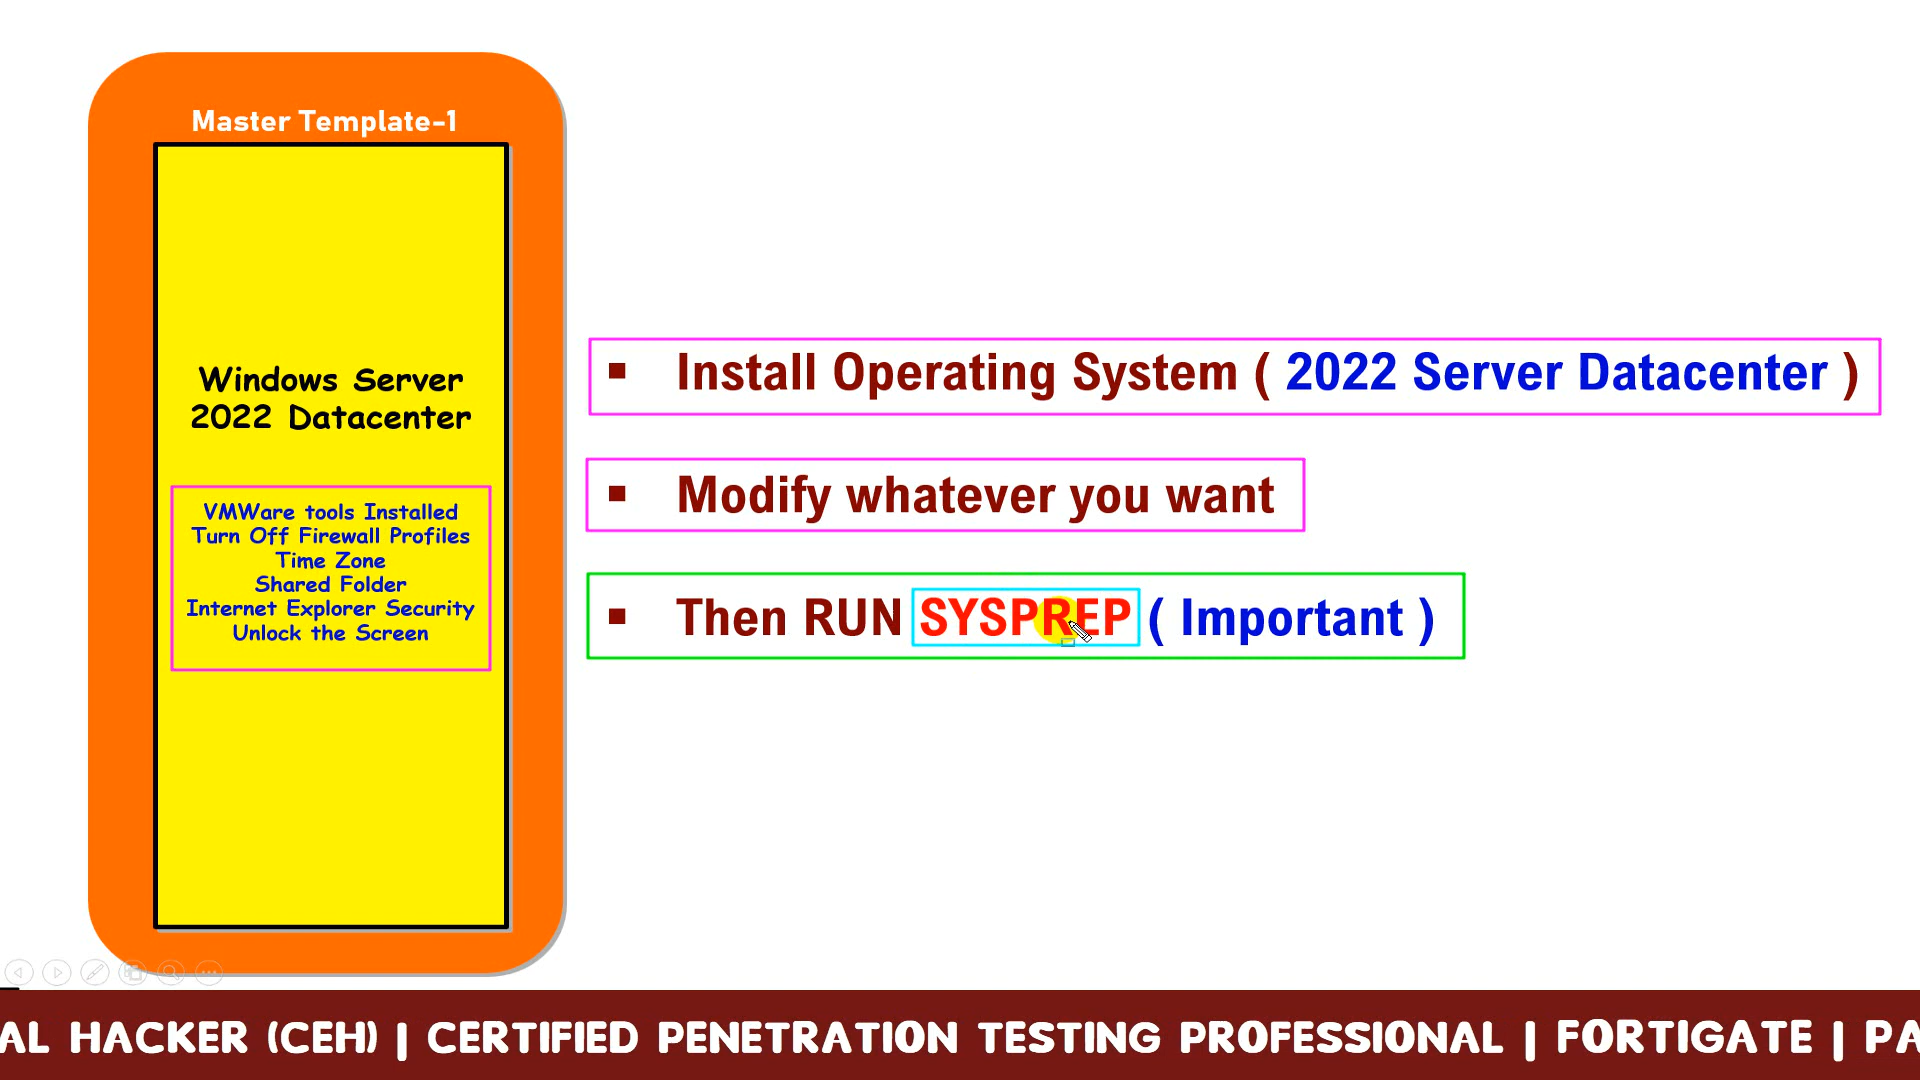 Master Template-1
Windows Server
2022 Datacenter
VMWare tools Installed
Turn Off Firewall Profiles
Time Zone
Shared Folder
Internet Explorer Security
Unlock the Screen
▪ Install Operating System ( 2022 Server Datacenter )
▪ Modify whatever you want
▪ Then RUN SYSPREP ( Important )
AL HACKER (CEH) | CERTIFIED PENETRATION TESTING PROFESSIONAL | FORTIGATE | PA